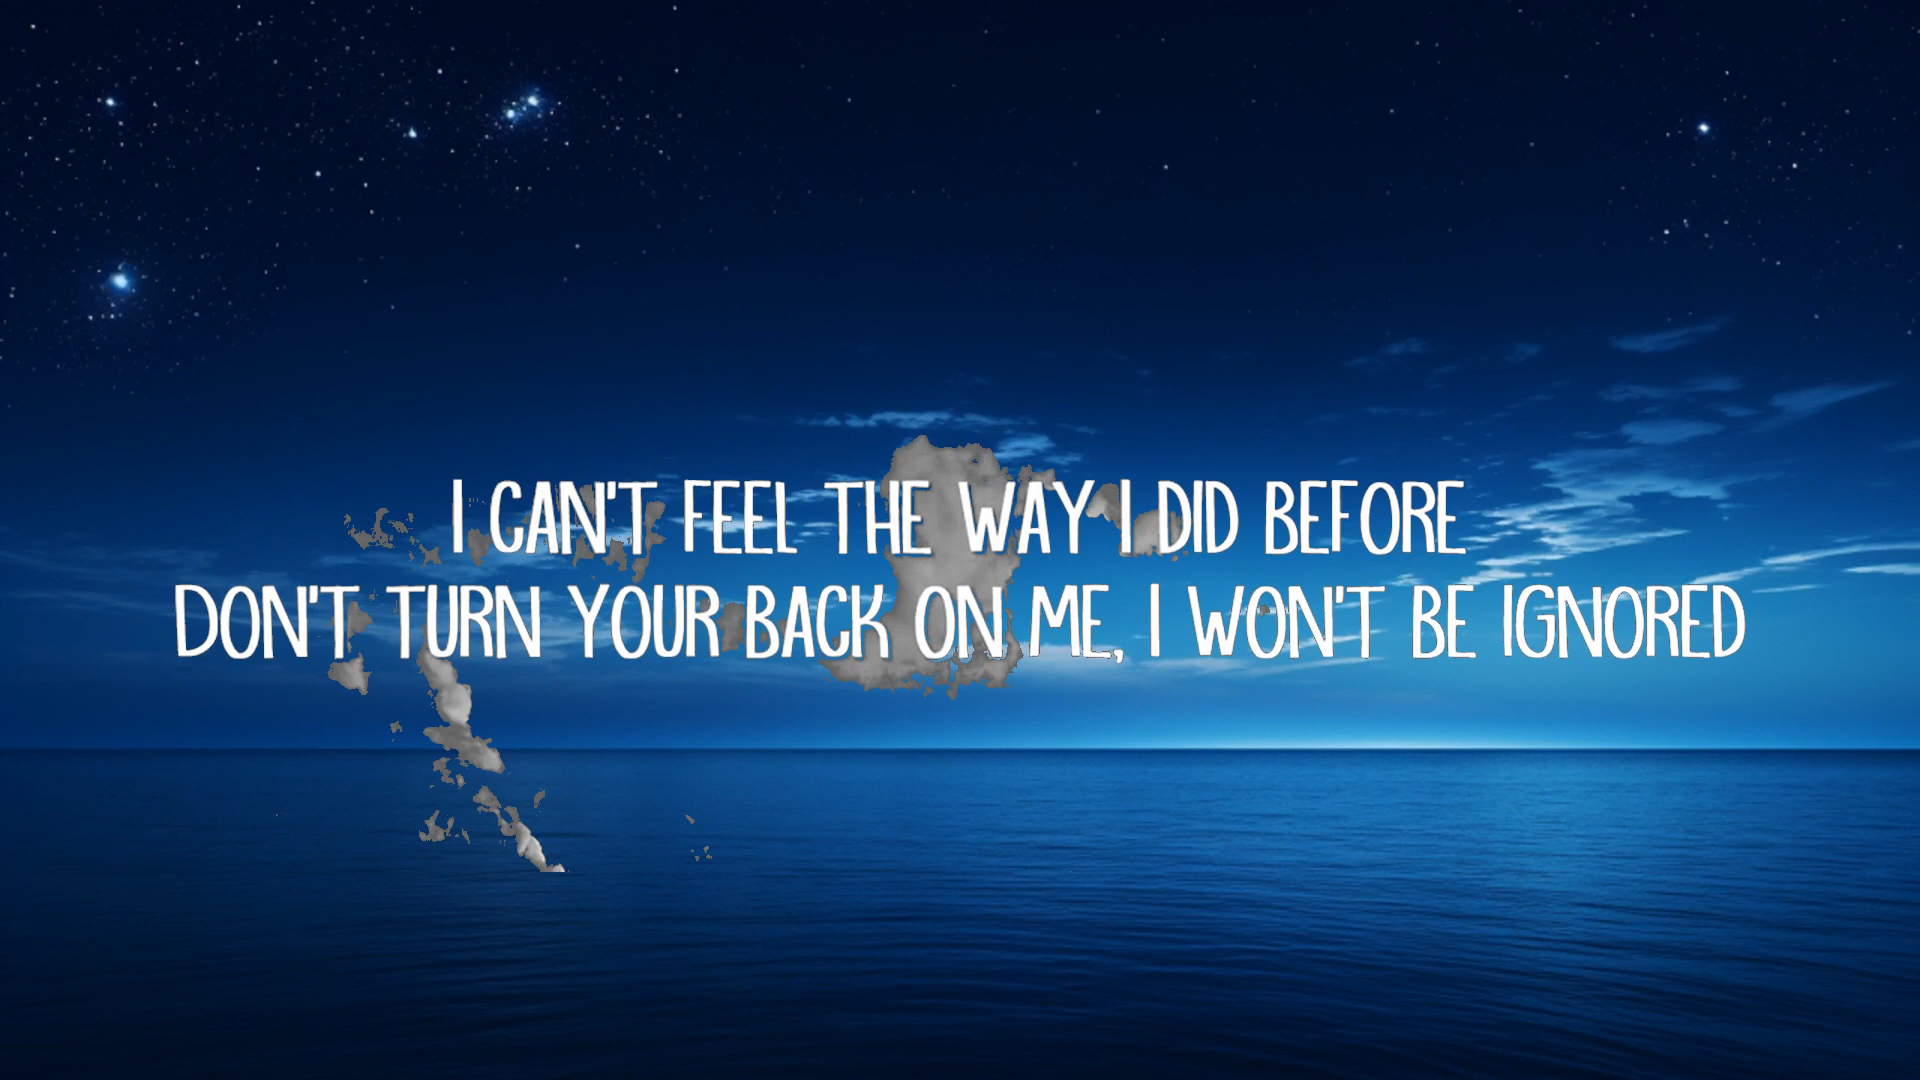 I CAN'T FEEL THE WAY I DID BEFORE
DON'T TURN YOUR BACK ON ME, I WON'T BE IGNORED